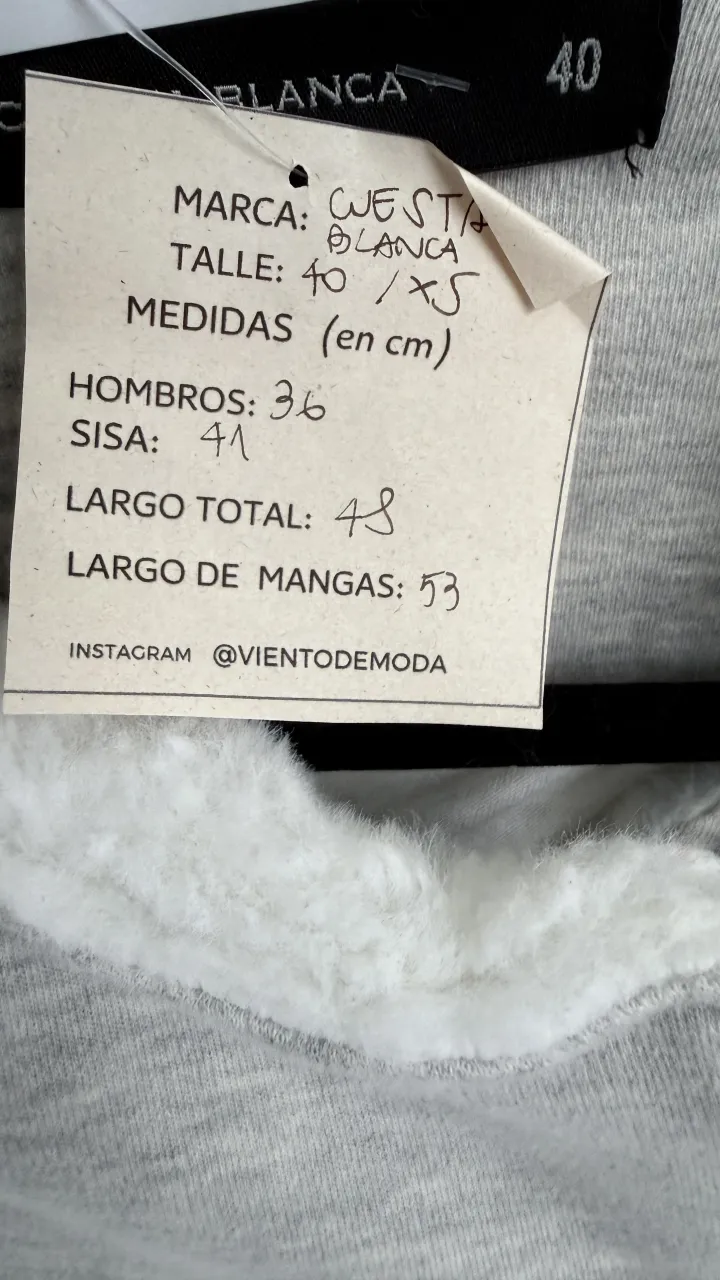 BLANCA 40
MARCA: CUESTA
BLANCA
TALLE: 40 / XS
MEDIDAS (en cm)
HOMBROS: 36
SISA: 41
LARGO TOTAL: 48
LARGO DE MANGAS: 53
INSTAGRAM @VIENTODEMODA